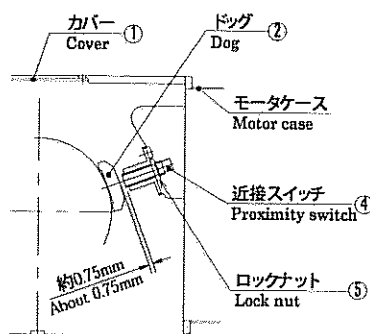 カバー ①
Cover
ドッグ ②
Dog
モータケース
Motor case
近接スイッチ ④
Proximity switch
ロックナット ⑤
Lock nut
約0.75mm
About 0.75mm